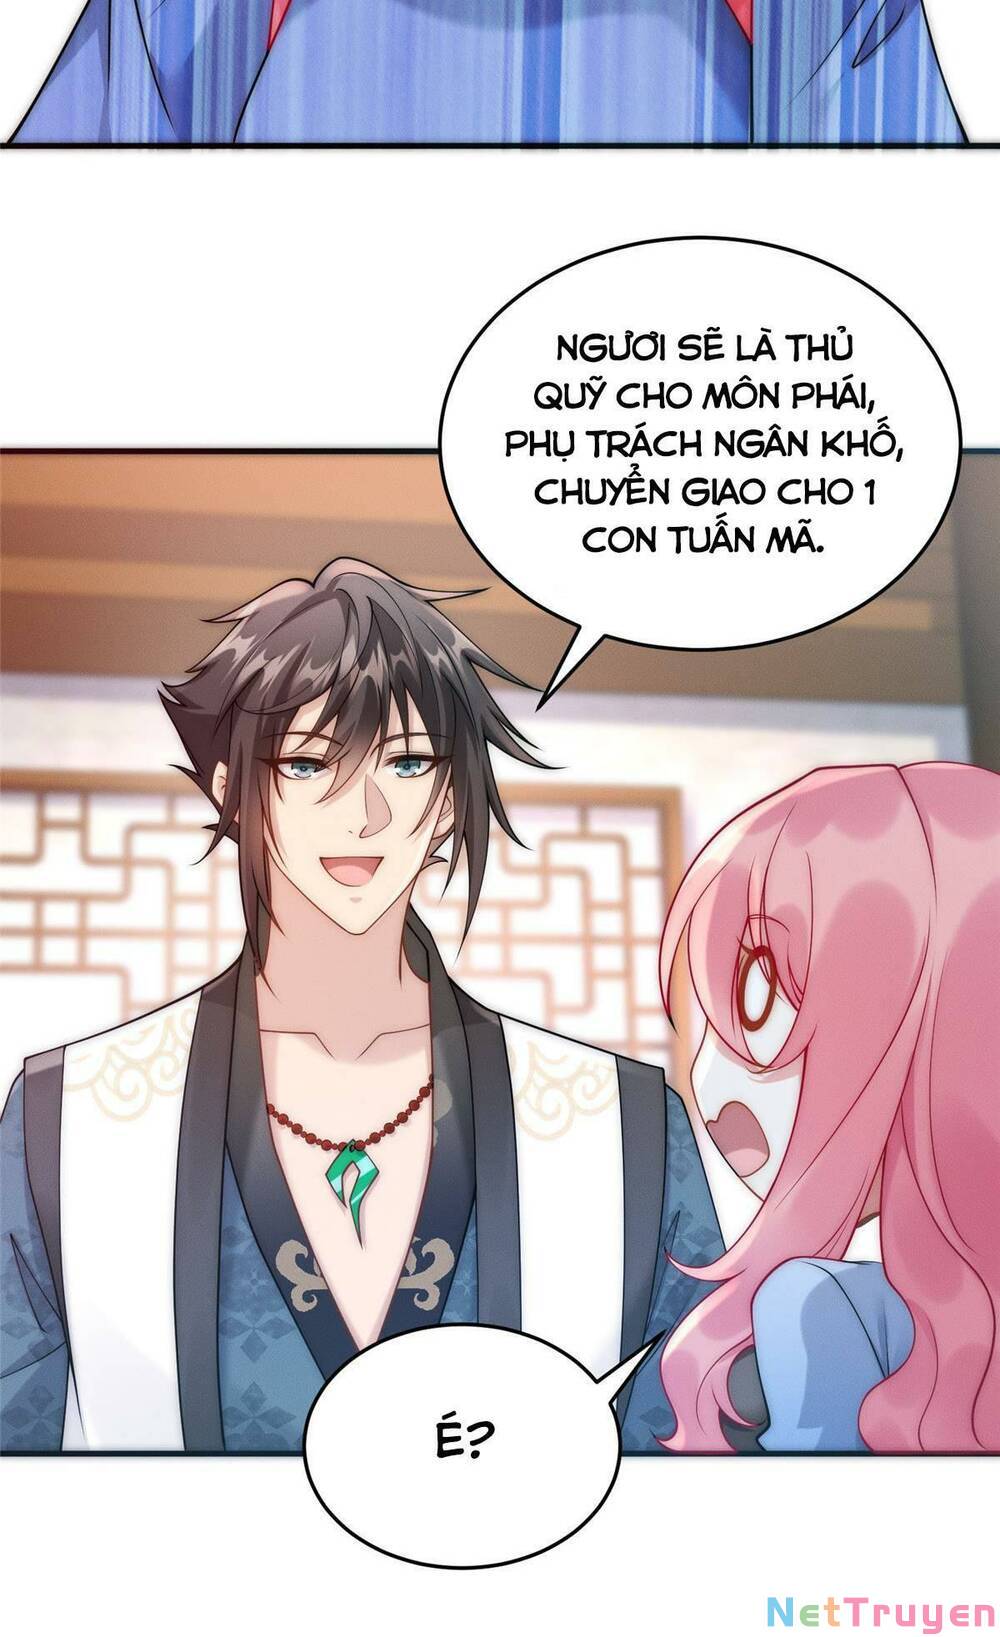 NGƯƠI SẼ LÀ THỦ
QUỸ CHO MÔN PHÁI,
PHỤ TRÁCH NGÂN KHỐ,
CHUYỂN GIAO CHO 1
CON TUẤN MÃ.
É?
NetTruyen